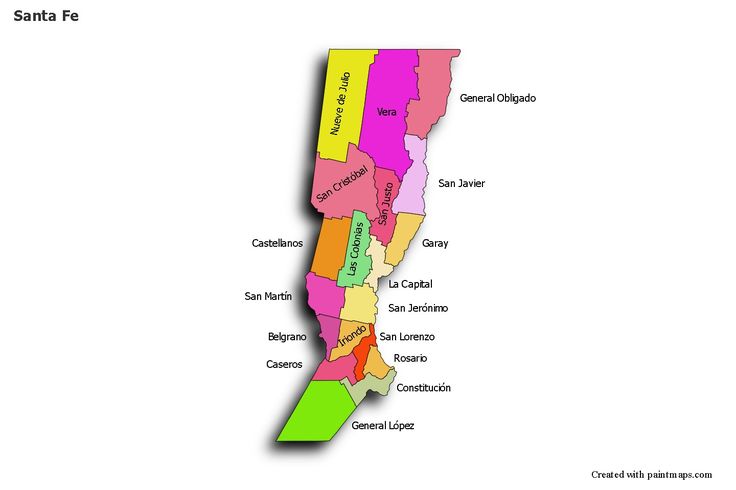 Santa Fe
Nueve de Julio
Vera
General Obligado
San Cristóbal
San Justo
San Javier
Castellanos
Las Colonias
Garay
La Capital
San Martín
San Jerónimo
Belgrano
Iriondo
San Lorenzo
Caseros
Rosario
Constitución
General López
Created with paintmaps.com